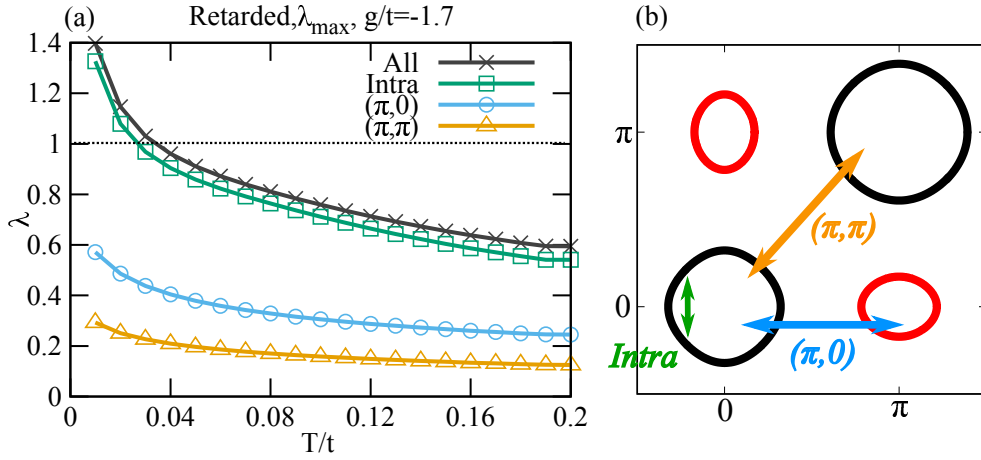 (a)
Retarded,λmax, g/t=-1.7
1.4
1.2
1
0.8
0.6
0.4
0.2
0
λ
All
Intra
(π,0)
(π,π)
0
0.04
0.08
0.12
0.16
0.2
T/t
(b)
π
0
(π,π)
(π,0)
Intra
0
π